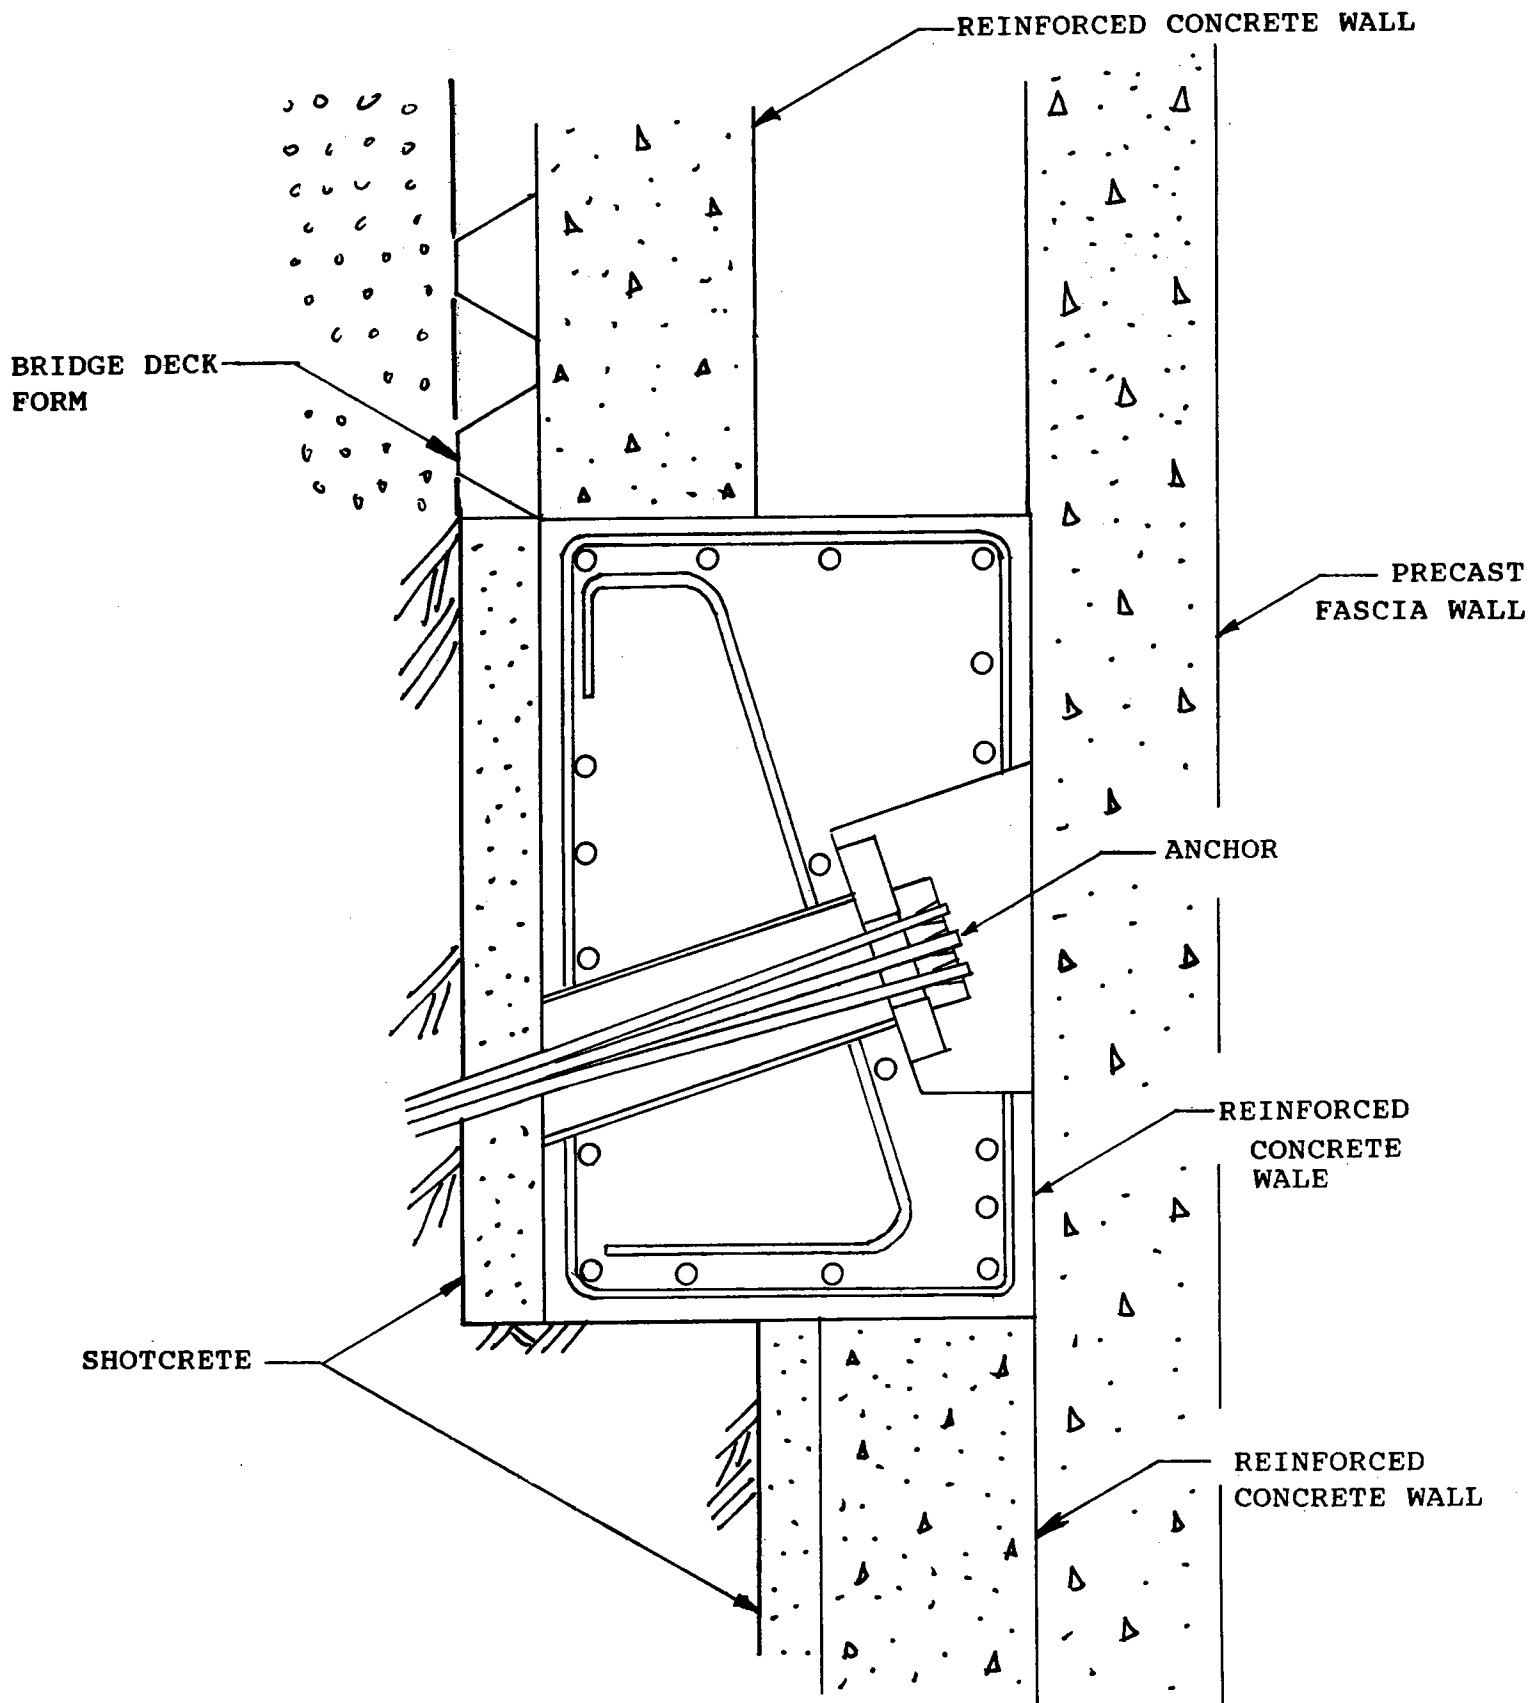 REINFORCED CONCRETE WALL
BRIDGE DECK
FORM
PRECAST
FASCIA WALL
ANCHOR
REINFORCED
CONCRETE
WALE
SHOTCRETE
REINFORCED
CONCRETE WALL